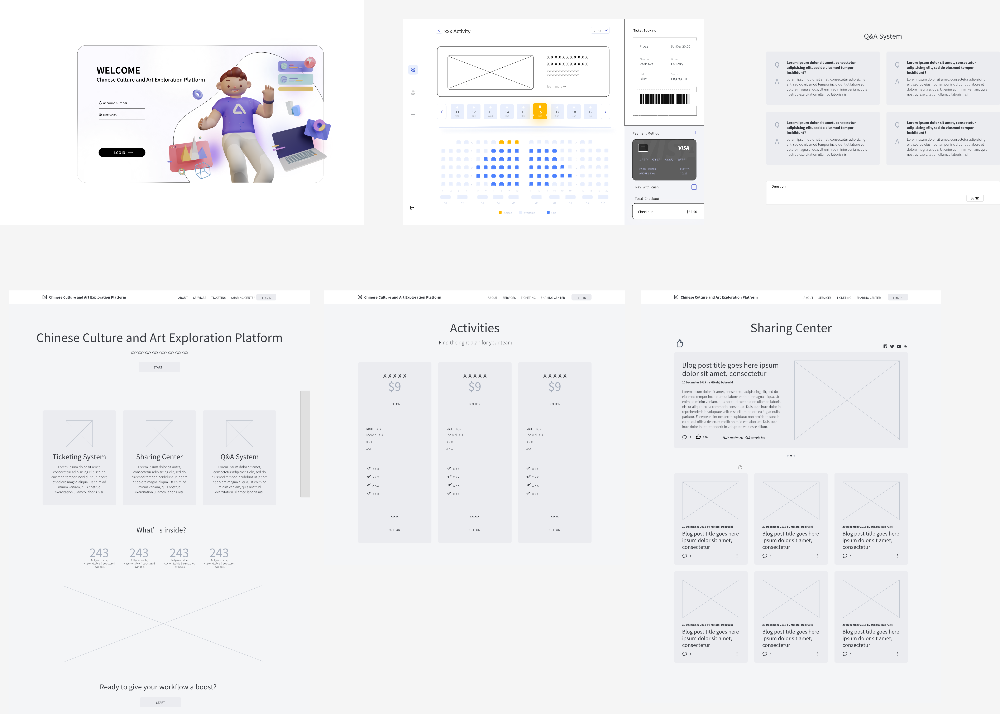 WELCOME
Chinese Culture and Art Exploration Platform
account number
password
LOG IN
xxx Activity
20:00
X X X X X X X X X X X
X X X X X X X X X X X
xxxxxxxxxxxxxxxxxxxxx
xxxxxxxxxxxxxxxxxxxxx
learn more
11 12 13 14 15 16 17 18 19
A A
B B
C C
D D
E E
F F
1 2 3 4 5 6 7 8 9 10 11 12 13 14 15 16 17 18 19 20
available
Ticket Booking
Frozen 5th Dec,20:00
Cinema Order
Park Ave FG1205J
Hall Seats
Blue C8,C9,C10
Payment Method
VISA
4319 5312 6445 1675
CARD HOLDER EXPITES
ANDRE SILVA 10/22
Pay with cash
Total Checkout
Checkout $55.50
Q&A System
Q
Lorem ipsum dolor sit amet, consectetur
adipisicing elit, sed do eiusmod tempor
incididunt?
A
Lorem ipsum dolor sit amet, consectetur adipisicing
elit, sed do eiusmod tempor incididunt ut labore et
dolore magna aliqua. Ut enim ad minim veniam, quis
nostrud exercitation ullamco laboris nisi.
Q
Lorem ipsum dolor sit amet, consectetur
adipisicing elit, sed do eiusmod tempor
incididunt?
A
Lorem ipsum dolor sit amet, consectetur adipisicing
elit, sed do eiusmod tempor incididunt ut labore et
dolore magna aliqua. Ut enim ad minim veniam, quis
nostrud exercitation ullamco laboris nisi.
Q
Lorem ipsum dolor sit amet, consectetur
adipisicing elit, sed do eiusmod tempor
incididunt?
A
Lorem ipsum dolor sit amet, consectetur adipisicing
elit, sed do eiusmod tempor incididunt ut labore et
dolore magna aliqua. Ut enim ad minim veniam, quis
nostrud exercitation ullamco laboris nisi.
Q
Lorem ipsum dolor sit amet, consectetur
adipisicing elit, sed do eiusmod tempor
incididunt?
A
Lorem ipsum dolor sit amet, consectetur adipisicing
elit, sed do eiusmod tempor incididunt ut labore et
dolore magna aliqua. Ut enim ad minim veniam, quis
nostrud exercitation ullamco laboris nisi.
Question
SEND
Chinese Culture and Art Exploration Platform ABOUT SERVICES TICKETING SHARING CENTER LOG IN
Chinese Culture and Art Exploration Platform
XXXXXXXXXXXXXXXXXXXXXXXXX
START
Ticketing System
Lorem ipsum dolor sit amet,
consectetur adipisicing elit, sed do
eiusmod tempor incididunt ut labore
et dolore magna aliqua. Ut enim ad
minim veniam, quis nostrud
exercitation ullamco laboris nisi.
Sharing Center
Lorem ipsum dolor sit amet,
consectetur adipisicing elit, sed do
eiusmod tempor incididunt ut labore
et dolore magna aliqua. Ut enim ad
minim veniam, quis nostrud
exercitation ullamco laboris nisi.
Q&A System
Lorem ipsum dolor sit amet,
consectetur adipisicing elit, sed do
eiusmod tempor incididunt ut labore
et dolore magna aliqua. Ut enim ad
minim veniam, quis nostrud
exercitation ullamco laboris nisi.
What’ s inside?
243
fully-resizable,
customisable & structured
symbols
243
fully-resizable,
customisable & structured
symbols
243
fully-resizable,
customisable & structured
symbols
243
fully-resizable,
customisable & structured
symbols
Ready to give your workflow a boost?
START
Chinese Culture and Art Exploration Platform ABOUT SERVICES TICKETING SHARING CENTER LOG IN
Activities
Find the right plan for your team
X X X X X
$9
BUTTON
RIGHT FOR
Individuals
x x x
xxx
x x x
x x x
x x x
x x x
xxxxx
BUTTON
X X X X X
$9
BUTTON
RIGHT FOR
Individuals
x x x
x x x
x x x
x x x
x x x
x x x
xxxxxx
BUTTON
X X X X X
$9
BUTTON
RIGHT FOR
Individuals
x x x
x x x
x x x
x x x
x x x
x x x
xxxxx
BUTTON
Chinese Culture and Art Exploration Platform ABOUT SERVICES TICKETING SHARING CENTER LOG IN
Sharing Center
Blog post title goes here ipsum
dolor sit amet, consectetur
20 December 2018 by Mikołaj Dobrucki
Lorem ipsum dolor sit amet, consectetur adipisicing elit, sed do
eiusmod tempor incididunt ut labore et dolore magna aliqua. Ut
enim ad minim veniam, quis nostrud exercitation ullamco laboris
nisi ut aliquip ex ea commodo consequat. Duis aute irure dolor in
reprehenderit in voluptate velit esse cillum dolore eu fugiat nulla
pariatur. Excepteur sint occaecat cupidatat non proident, sunt in
culpa qui officia deserunt mollit anim id est laborum. Duis aute
irure dolor in reprehenderit in voluptate velit esse cillum.
8 100 sample tag sample tag
20 December 2018 by Mikołaj Dobrucki
Blog post title goes here
ipsum dolor sit amet,
consectetur
4
20 December 2018 by Mikołaj Dobrucki
Blog post title goes here
ipsum dolor sit amet,
consectetur
4
20 December 2018 by Mikołaj Dobrucki
Blog post title goes here
ipsum dolor sit amet,
consectetur
4
20 December 2018 by Mikołaj Dobrucki
Blog post title goes here
ipsum dolor sit amet,
consectetur
4
20 December 2018 by Mikołaj Dobrucki
Blog post title goes here
ipsum dolor sit amet,
consectetur
4
20 December 2018 by Mikołaj Dobrucki
Blog post title goes here
ipsum dolor sit amet,
consectetur
4